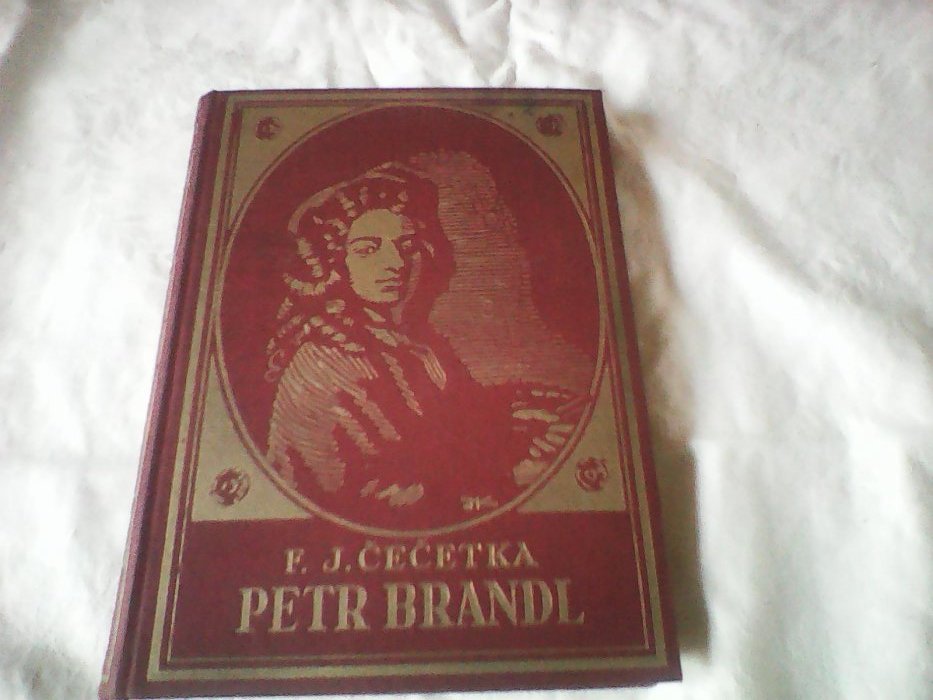 F. J. ČEČETKA
PETR BRANDL